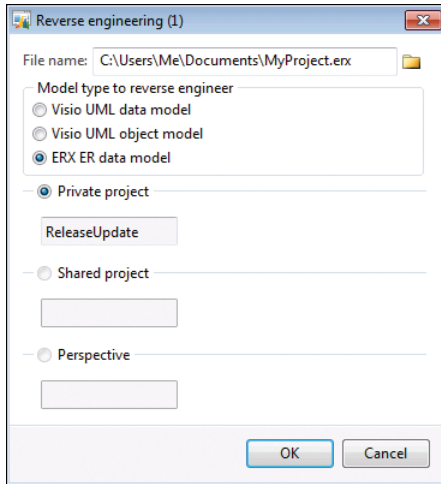 Reverse engineering (1)
File name: C:\Users\Me\Documents\MyProject.erx
Model type to reverse engineer
Visio UML data model
Visio UML object model
ERX ER data model
Private project
ReleaseUpdate
Shared project
Perspective
OK Cancel